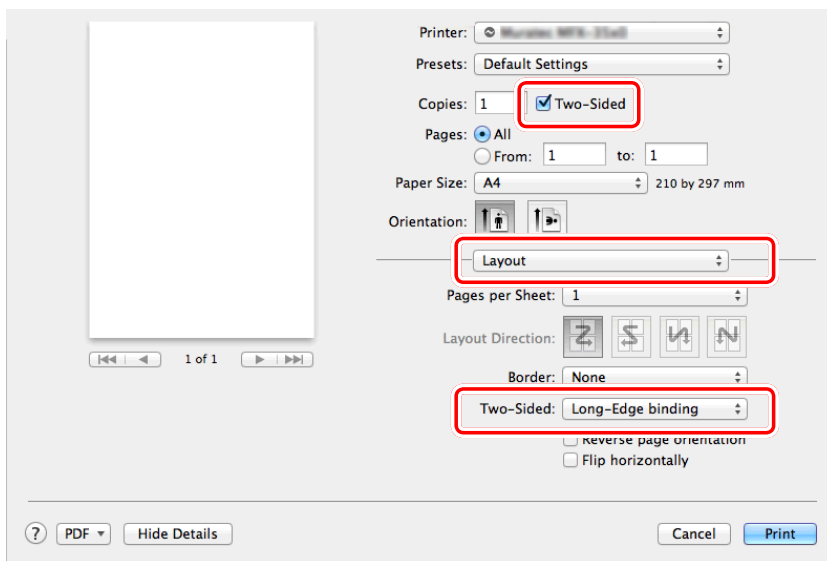 Printer:
Presets: Default Settings
Copies: 1 Two-Sided
Pages: All
From: 1 to: 1
Paper Size: A4 210 by 297 mm
Orientation:
Layout
Pages per Sheet: 1
Layout Direction:
1 of 1
Border: None
Two-Sided: Long-Edge binding
Reverse page orientation
Flip horizontally
? PDF Hide Details Cancel Print